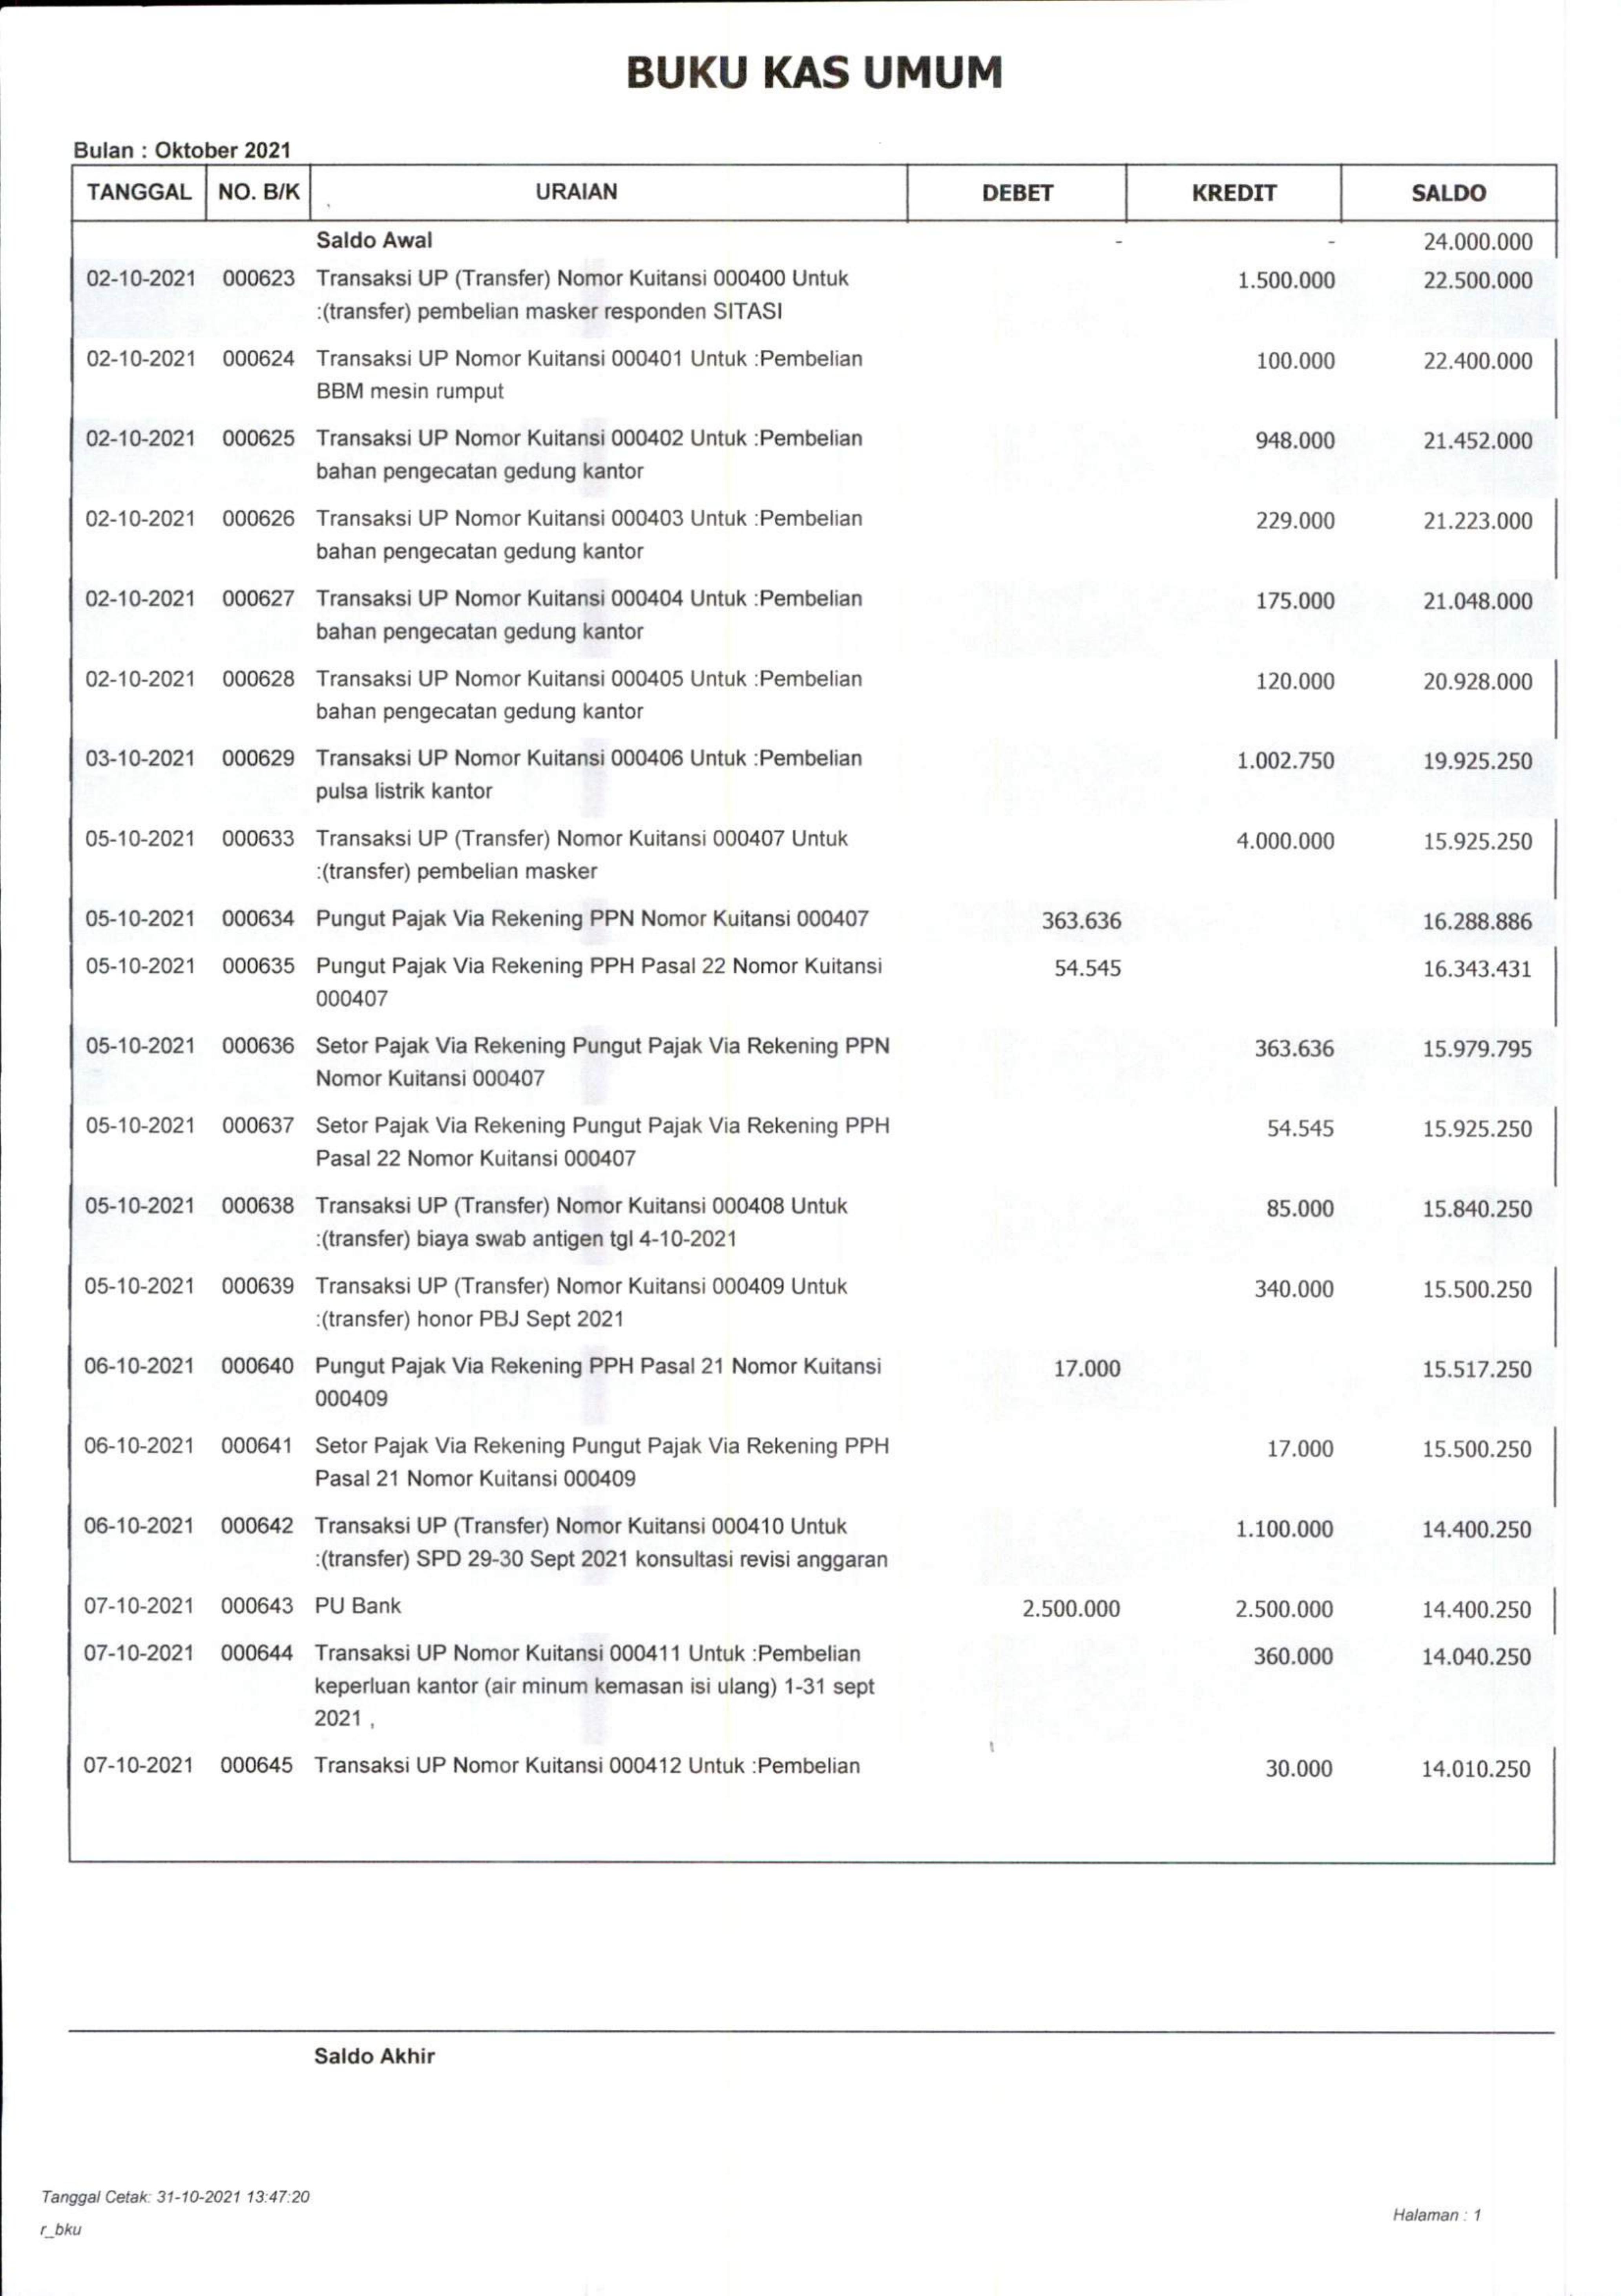 BUKU KAS UMUM
Bulan : Oktober 2021
TANGGAL NO. B/K URAIAN DEBET KREDIT SALDO
Saldo Awal - - 24.000.000
02-10-2021 000623 Transaksi UP (Transfer) Nomor Kuitansi 000400 Untuk 1.500.000 22.500.000
:(transfer) pembelian masker responden SITASI
02-10-2021 000624 Transaksi UP Nomor Kuitansi 000401 Untuk :Pembelian 100.000 22.400.000
BBM mesin rumput
02-10-2021 000625 Transaksi UP Nomor Kuitansi 000402 Untuk :Pembelian 948.000 21.452.000
bahan pengecatan gedung kantor
02-10-2021 000626 Transaksi UP Nomor Kuitansi 000403 Untuk :Pembelian 229.000 21.223.000
bahan pengecatan gedung kantor
02-10-2021 000627 Transaksi UP Nomor Kuitansi 000404 Untuk :Pembelian 175.000 21.048.000
bahan pengecatan gedung kantor
02-10-2021 000628 Transaksi UP Nomor Kuitansi 000405 Untuk :Pembelian 120.000 20.928.000
bahan pengecatan gedung kantor
03-10-2021 000629 Transaksi UP Nomor Kuitansi 000406 Untuk :Pembelian 1.002.750 19.925.250
pulsa listrik kantor
05-10-2021 000633 Transaksi UP (Transfer) Nomor Kuitansi 000407 Untuk 4.000.000 15.925.250
:(transfer) pembelian masker
05-10-2021 000634 Pungut Pajak Via Rekening PPN Nomor Kuitansi 000407 363.636 16.288.886
05-10-2021 000635 Pungut Pajak Via Rekening PPH Pasal 22 Nomor Kuitansi 54.545 16.343.431
000407
05-10-2021 000636 Setor Pajak Via Rekening Pungut Pajak Via Rekening PPN 363.636 15.979.795
Nomor Kuitansi 000407
05-10-2021 000637 Setor Pajak Via Rekening Pungut Pajak Via Rekening PPH 54.545 15.925.250
Pasal 22 Nomor Kuitansi 000407
05-10-2021 000638 Transaksi UP (Transfer) Nomor Kuitansi 000408 Untuk 85.000 15.840.250
:(transfer) biaya swab antigen tgl 4-10-2021
05-10-2021 000639 Transaksi UP (Transfer) Nomor Kuitansi 000409 Untuk 340.000 15.500.250
:(transfer) honor PBJ Sept 2021
06-10-2021 000640 Pungut Pajak Via Rekening PPH Pasal 21 Nomor Kuitansi 17.000 15.517.250
000409
06-10-2021 000641 Setor Pajak Via Rekening Pungut Pajak Via Rekening PPH 17.000 15.500.250
Pasal 21 Nomor Kuitansi 000409
06-10-2021 000642 Transaksi UP (Transfer) Nomor Kuitansi 000410 Untuk 1.100.000 14.400.250
:(transfer) SPD 29-30 Sept 2021 konsultasi revisi anggaran
07-10-2021 000643 PU Bank 2.500.000 2.500.000 14.400.250
07-10-2021 000644 Transaksi UP Nomor Kuitansi 000411 Untuk :Pembelian 360.000 14.040.250
keperluan kantor (air minum kemasan isi ulang) 1-31 sept
2021 ,
07-10-2021 000645 Transaksi UP Nomor Kuitansi 000412 Untuk :Pembelian 30.000 14.010.250
Saldo Akhir
Tanggal Cetak: 31-10-2021 13:47:20
Halaman : 1
r_bku